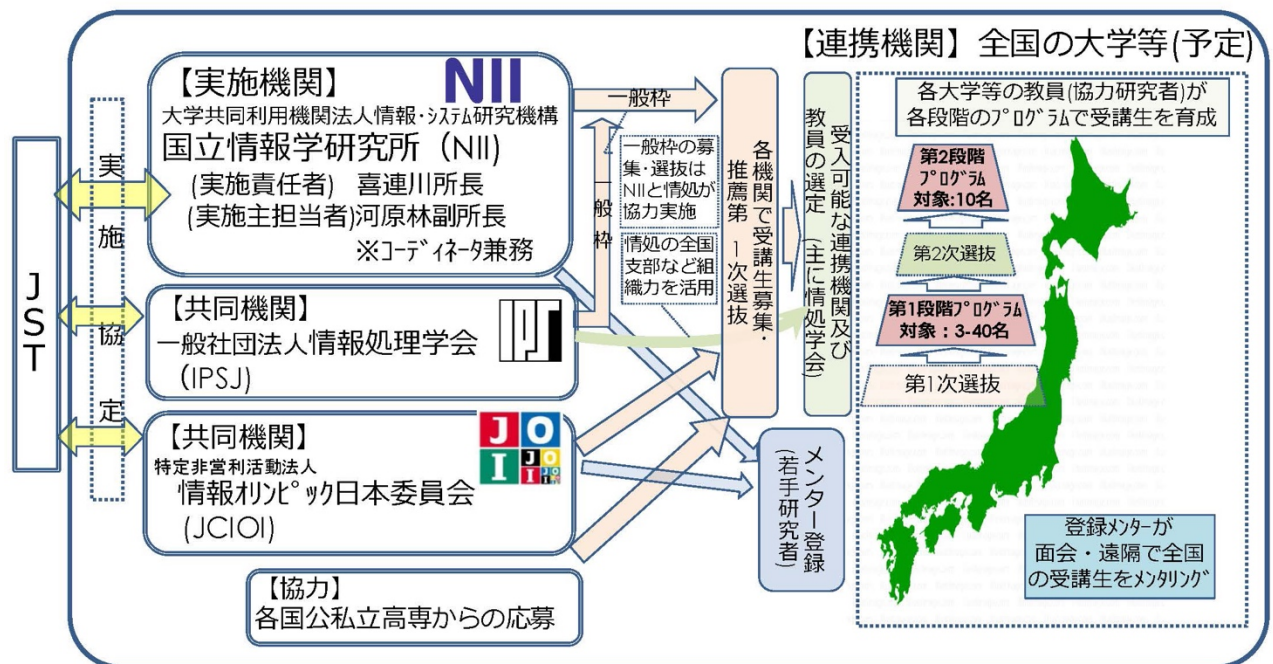 JST
実施協定
【実施機関】
NII
大学共同利用機関法人情報・システム研究機構
国立情報学研究所（NII）
(実施責任者) 喜連川所長
(実施主担当者)河原林副所長
※コーディネータ兼務
【共同機関】
一般社団法人情報処理学会
（IPSJ）
IPSJ
【共同機関】
特定非営利活動法人
情報オリンピック日本委員会
(JCIOI)
JOI
JOI
【協力】
各国公私立高専からの応募
一般枠
一般枠
一般枠の募
集・選抜は
NIIと情処が
協力実施
情処の全国
支部など組
織力を活用
各機関で受講生募集・
推薦第1次選抜
受入可能な連携機関及び
教員の選定（主に情処学会）
メンター登録
(若手研究者)
【連携機関】全国の大学等(予定)
各大学等の教員(協力研究者)が
各段階のプログラムで受講生を育成
第2段階
プログラム
対象:10名
第2次選抜
第1段階プログラム
対象：3-40名
第1次選抜
登録メンターが
面会・遠隔で全国
の受講生をメンタリング